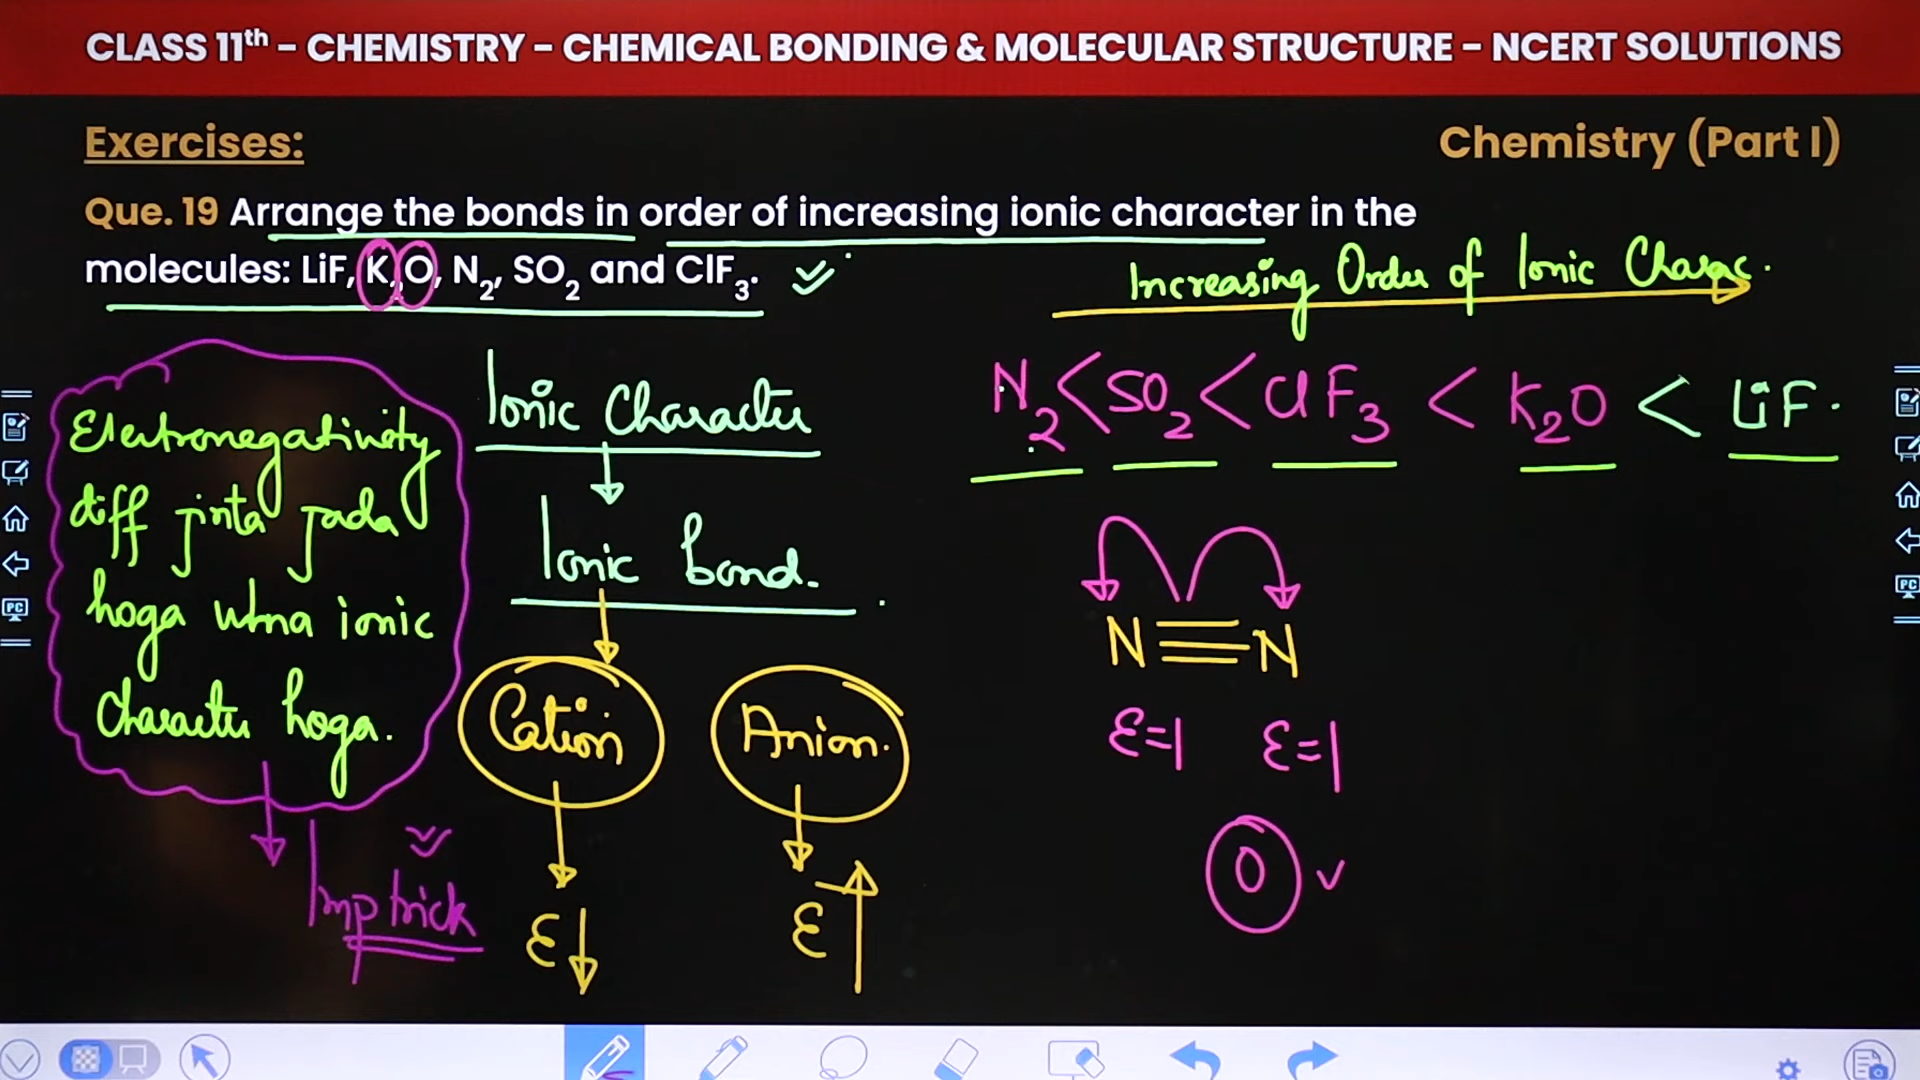 CLASS 11th – CHEMISTRY – CHEMICAL BONDING & MOLECULAR STRUCTURE – NCERT SOLUTIONS
Exercises:
Chemistry (Part I)
Que. 19 Arrange the bonds in order of increasing ionic character in the
molecules: LiF, K2O, N2, SO2 and ClF3.
Increasing Order of Ionic Charac.
N2 < SO2 < ClF3 < K2O < LiF.
Electronegativity
diff jinta jada
hoga utna ionic
character hoga.
Imp trick
Ionic Character
Ionic bond.
Cation
Anion.
Ɛ↓
Ɛ↑
N≡N
Ɛ=1 Ɛ=1
0
PC
PC